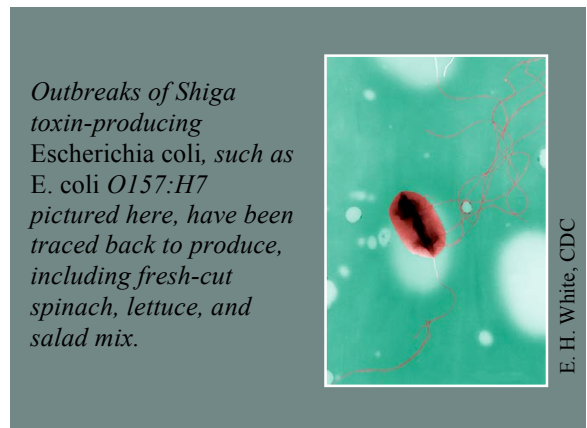 Outbreaks of Shiga
toxin-producing
Escherichia coli, such as
E. coli O157:H7
pictured here, have been
traced back to produce,
including fresh-cut
spinach, lettuce, and
salad mix.
E. H. White, CDC